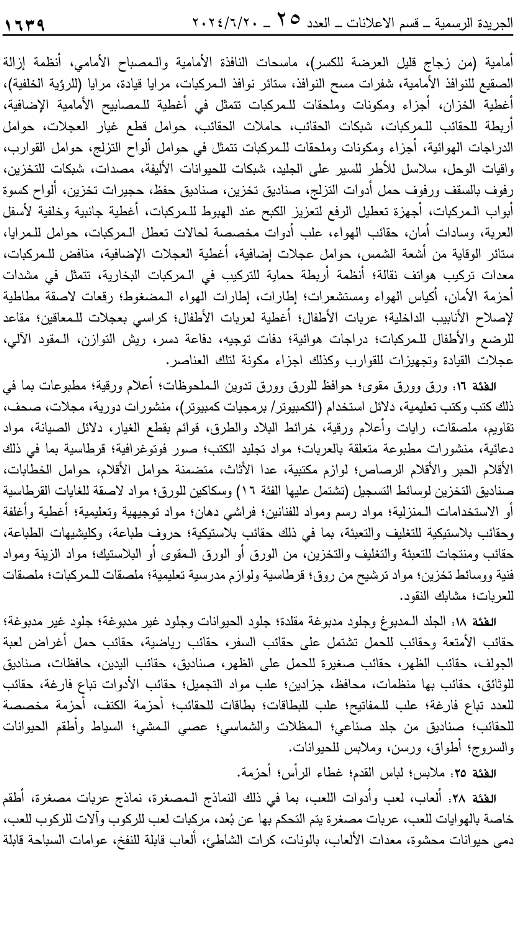 الجريدة الرسمية – قسم الاعلانات – العدد ٢٥ – ٢٠٢٤/٦/٢٠ ١٦٣٩
أمامية (من زجاج قليل العرضة للكسر)، ماسحات النافذة الأمامية والمصباح الأمامي، أنظمة إزالة
الصقيع للنوافذ الأمامية، شفرات مسح النوافذ، ستائر نوافذ المركبات، مرايا قيادة، مرايا (للرؤية الخلفية)،
أغطية الخزان، أجزاء ومكونات وملحقات للمركبات تتمثل في أغطية للمصابيح الأمامية الإضافية،
أربطة للحقائب للمركبات، شبكات الحقائب، حاملات الحقائب، حوامل قطع غيار العجلات، حوامل
الدراجات الهوائية، أجزاء ومكونات وملحقات للمركبات تتمثل في حوامل ألواح التزلج، حوامل القوارب،
واقيات الوحل، سلاسل للأطر للسير على الجليد، شبكات للحيوانات الأليفة، مصدات، شبكات للتخزين،
رفوف بالسقف ورفوف حمل أدوات التزلج، صناديق تخزين، صناديق حفظ، حجيرات تخزين، ألواح كسوة
أبواب المركبات، أجهزة تعطيل الرفع لتعزيز الكبح عند الهبوط للمركبات، أغطية جانبية وخلفية لأسفل
العربة، وسادات أمان، حقائب الهواء، علب أدوات مخصصة لحالات تعطل المركبات، حوامل للمرايا،
ستائر الوقاية من أشعة الشمس، حوامل عجلات إضافية، أغطية العجلات الإضافية، منافض للمركبات،
معدات تركيب هواتف نقالة؛ أنظمة أربطة حماية للتركيب في المركبات البخارية، تتمثل في مشدات
أحزمة الأمان، أكياس الهواء ومستشعرات؛ إطارات، إطارات الهواء المضغوط؛ رقعات لاصقة مطاطية
لإصلاح الأنابيب الداخلية؛ عربات الأطفال؛ أغطية لعربات الأطفال؛ كراسي بعجلات للمعاقين؛ مقاعد
للرضع والأطفال للمركبات؛ دراجات هوائية؛ دفات توجيه، دفاعة دسر، ريش التوازن، المقود الآلي،
عجلات القيادة وتجهيزات للقوارب وكذلك اجزاء مكونة لتلك العناصر.
الفئة ١٦: ورق وورق مقوى؛ حوافظ للورق وورق تدوين الملحوظات؛ أعلام ورقية؛ مطبوعات بما في
ذلك كتب وكتب تعليمية، دلائل استخدام (الكمبيوتر/ برمجيات كمبيوتر)، منشورات دورية، مجلات، صحف،
تقاويم، ملصقات، رايات وأعلام ورقية، خرائط البلاد والطرق، قوائم بقطع الغيار، دلائل الصيانة، مواد
دعائية، منشورات مطبوعة متعلقة بالعربات؛ مواد تجليد الكتب؛ صور فوتوغرافية؛ قرطاسية بما في ذلك
الأقلام الحبر والأقلام الرصاص؛ لوازم مكتبية، عدا الأثاث، متضمنة حوامل الأقلام، حوامل الخطابات،
صناديق التخزين لوسائط التسجيل (تشتمل عليها الفئة ١٦) وسكاكين للورق؛ مواد لاصقة للغايات القرطاسية
أو الاستخدامات المنزلية؛ مواد رسم ومواد للفنانين؛ فراشي دهان؛ مواد توجيهية وتعليمية؛ أغطية وأغلفة
وحقائب بلاستيكية للتغليف والتعبئة، بما في ذلك حقائب بلاستيكية؛ حروف طباعة، وكليشيهات الطباعة،
حقائب ومنتجات للتعبئة والتغليف والتخزين، من الورق أو الورق المقوى أو البلاستيك؛ مواد الزينة ومواد
فنية ووسائط تخزين؛ مواد ترشيح من روق؛ قرطاسية ولوازم مدرسية تعليمية؛ ملصقات للمركبات؛ ملصقات
للعربات؛ مشابك النقود.
الفئة ١٨: الجلد المدبوغ وجلود مدبوغة مقلدة؛ جلود الحيوانات وجلود غير مدبوغة؛ جلود غير مدبوغة؛
حقائب الأمتعة وحقائب للحمل تشتمل على حقائب السفر، حقائب رياضية، حقائب حمل أغراض لعبة
الجولف، حقائب الظهر، حقائب صغيرة للحمل على الظهر، صناديق، حقائب اليدين، حافظات، صناديق
للوثائق، حقائب بها منظمات، محافظ، جزادين؛ علب مواد التجميل؛ حقائب الأدوات تباع فارغة، حقائب
للعدد تباع فارغة؛ علب للمفاتيح؛ علب للبطاقات؛ بطاقات للحقائب؛ أحزمة الكتف، أحزمة مخصصة
للحقائب؛ صناديق من جلد صناعي؛ المظلات والشماسي؛ عصي المشي؛ السياط وأطقم الحيوانات
والسروج؛ أطواق، ورسن، وملابس للحيوانات.
الفئة ٢٥: ملابس؛ لباس القدم؛ غطاء الرأس؛ أحزمة.
الفئة ٢٨: ألعاب، لعب وأدوات اللعب، بما في ذلك النماذج المصغرة، نماذج عربات مصغرة، أطقم
خاصة بالهوايات للعب، عربات مصغرة يتم التحكم بها عن بُعد، مركبات لعب للركوب وآلات للركوب للعب،
دمى حيوانات محشوة، معدات الألعاب، بالونات، كرات الشاطئ، ألعاب قابلة للنفخ، عوامات السباحة قابلة